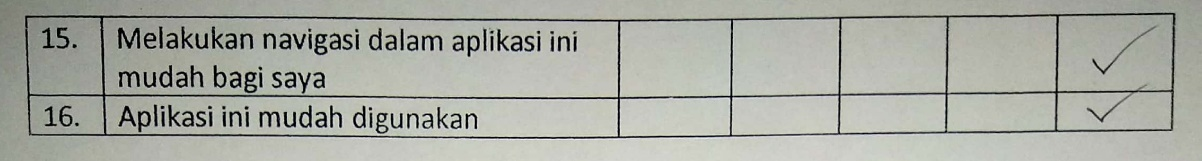 15. Melakukan navigasi dalam aplikasi ini
mudah bagi saya
16. Aplikasi ini mudah digunakan